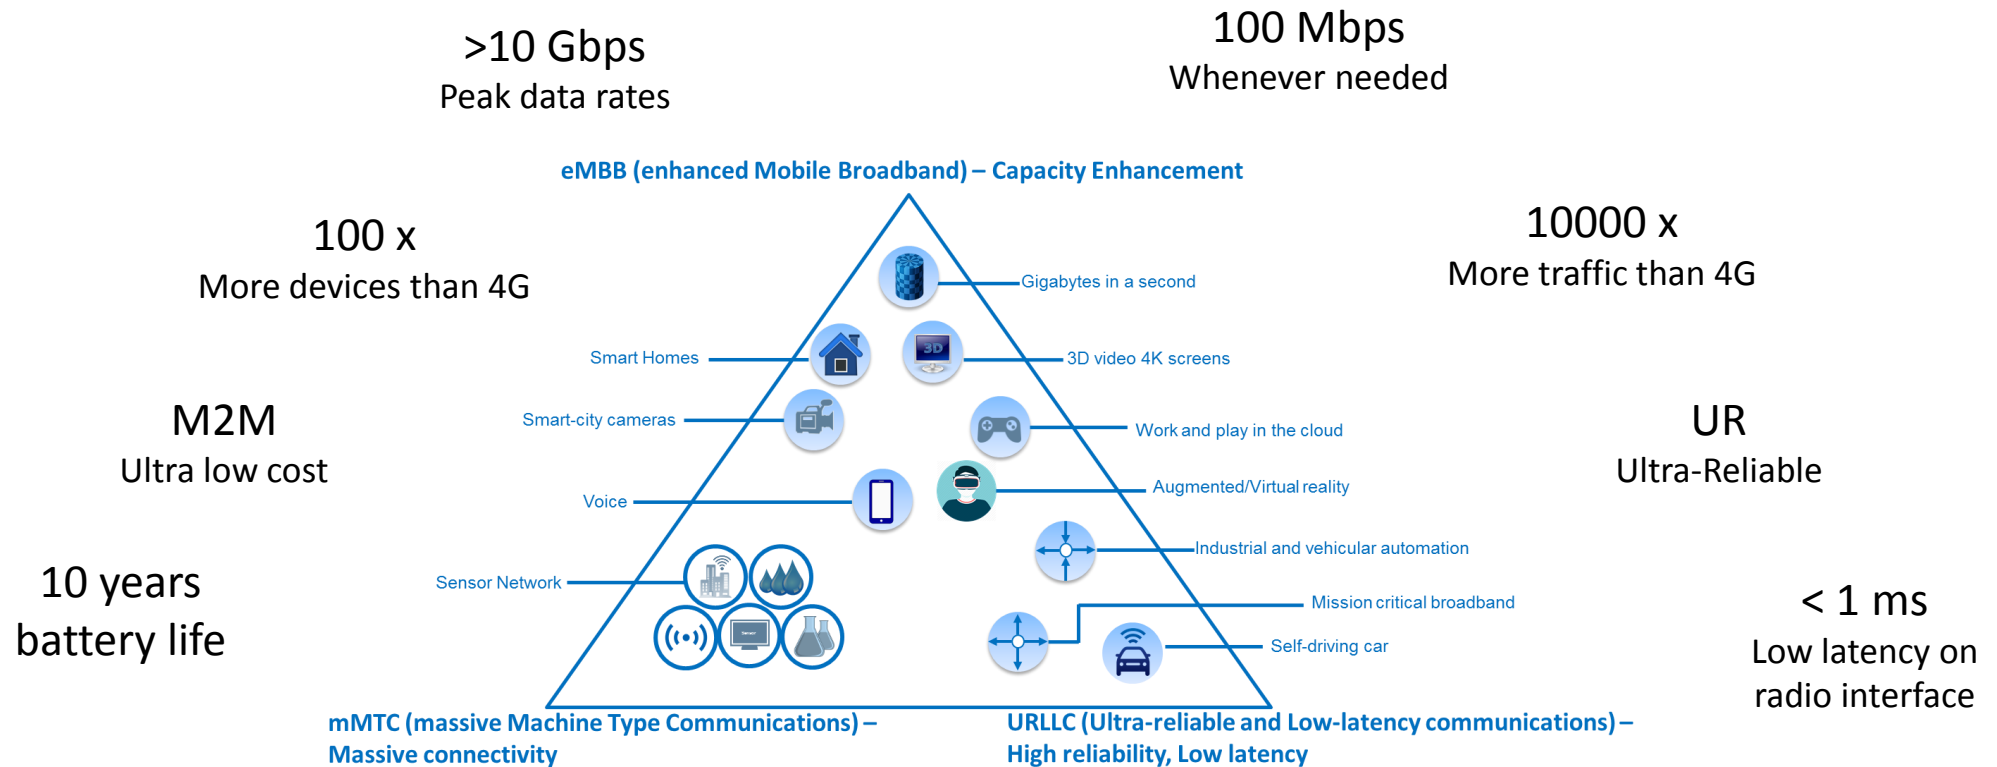 >10 Gbps
Peak data rates
100 Mbps
Whenever needed
eMBB (enhanced Mobile Broadband) – Capacity Enhancement
100 x
More devices than 4G
10000 x
More traffic than 4G
Gigabytes in a second
Smart Homes
3D
3D video 4K screens
M2M
Ultra low cost
Smart-city cameras
Work and play in the cloud
UR
Ultra-Reliable
Voice
Augmented/Virtual reality
10 years
battery life
Sensor Network
Industrial and vehicular automation
Mission critical broadband
Sensor
Self-driving car
< 1 ms
Low latency on
radio interface
mMTC (massive Machine Type Communications) –
Massive connectivity
URLLC (Ultra-reliable and Low-latency communications) –
High reliability, Low latency